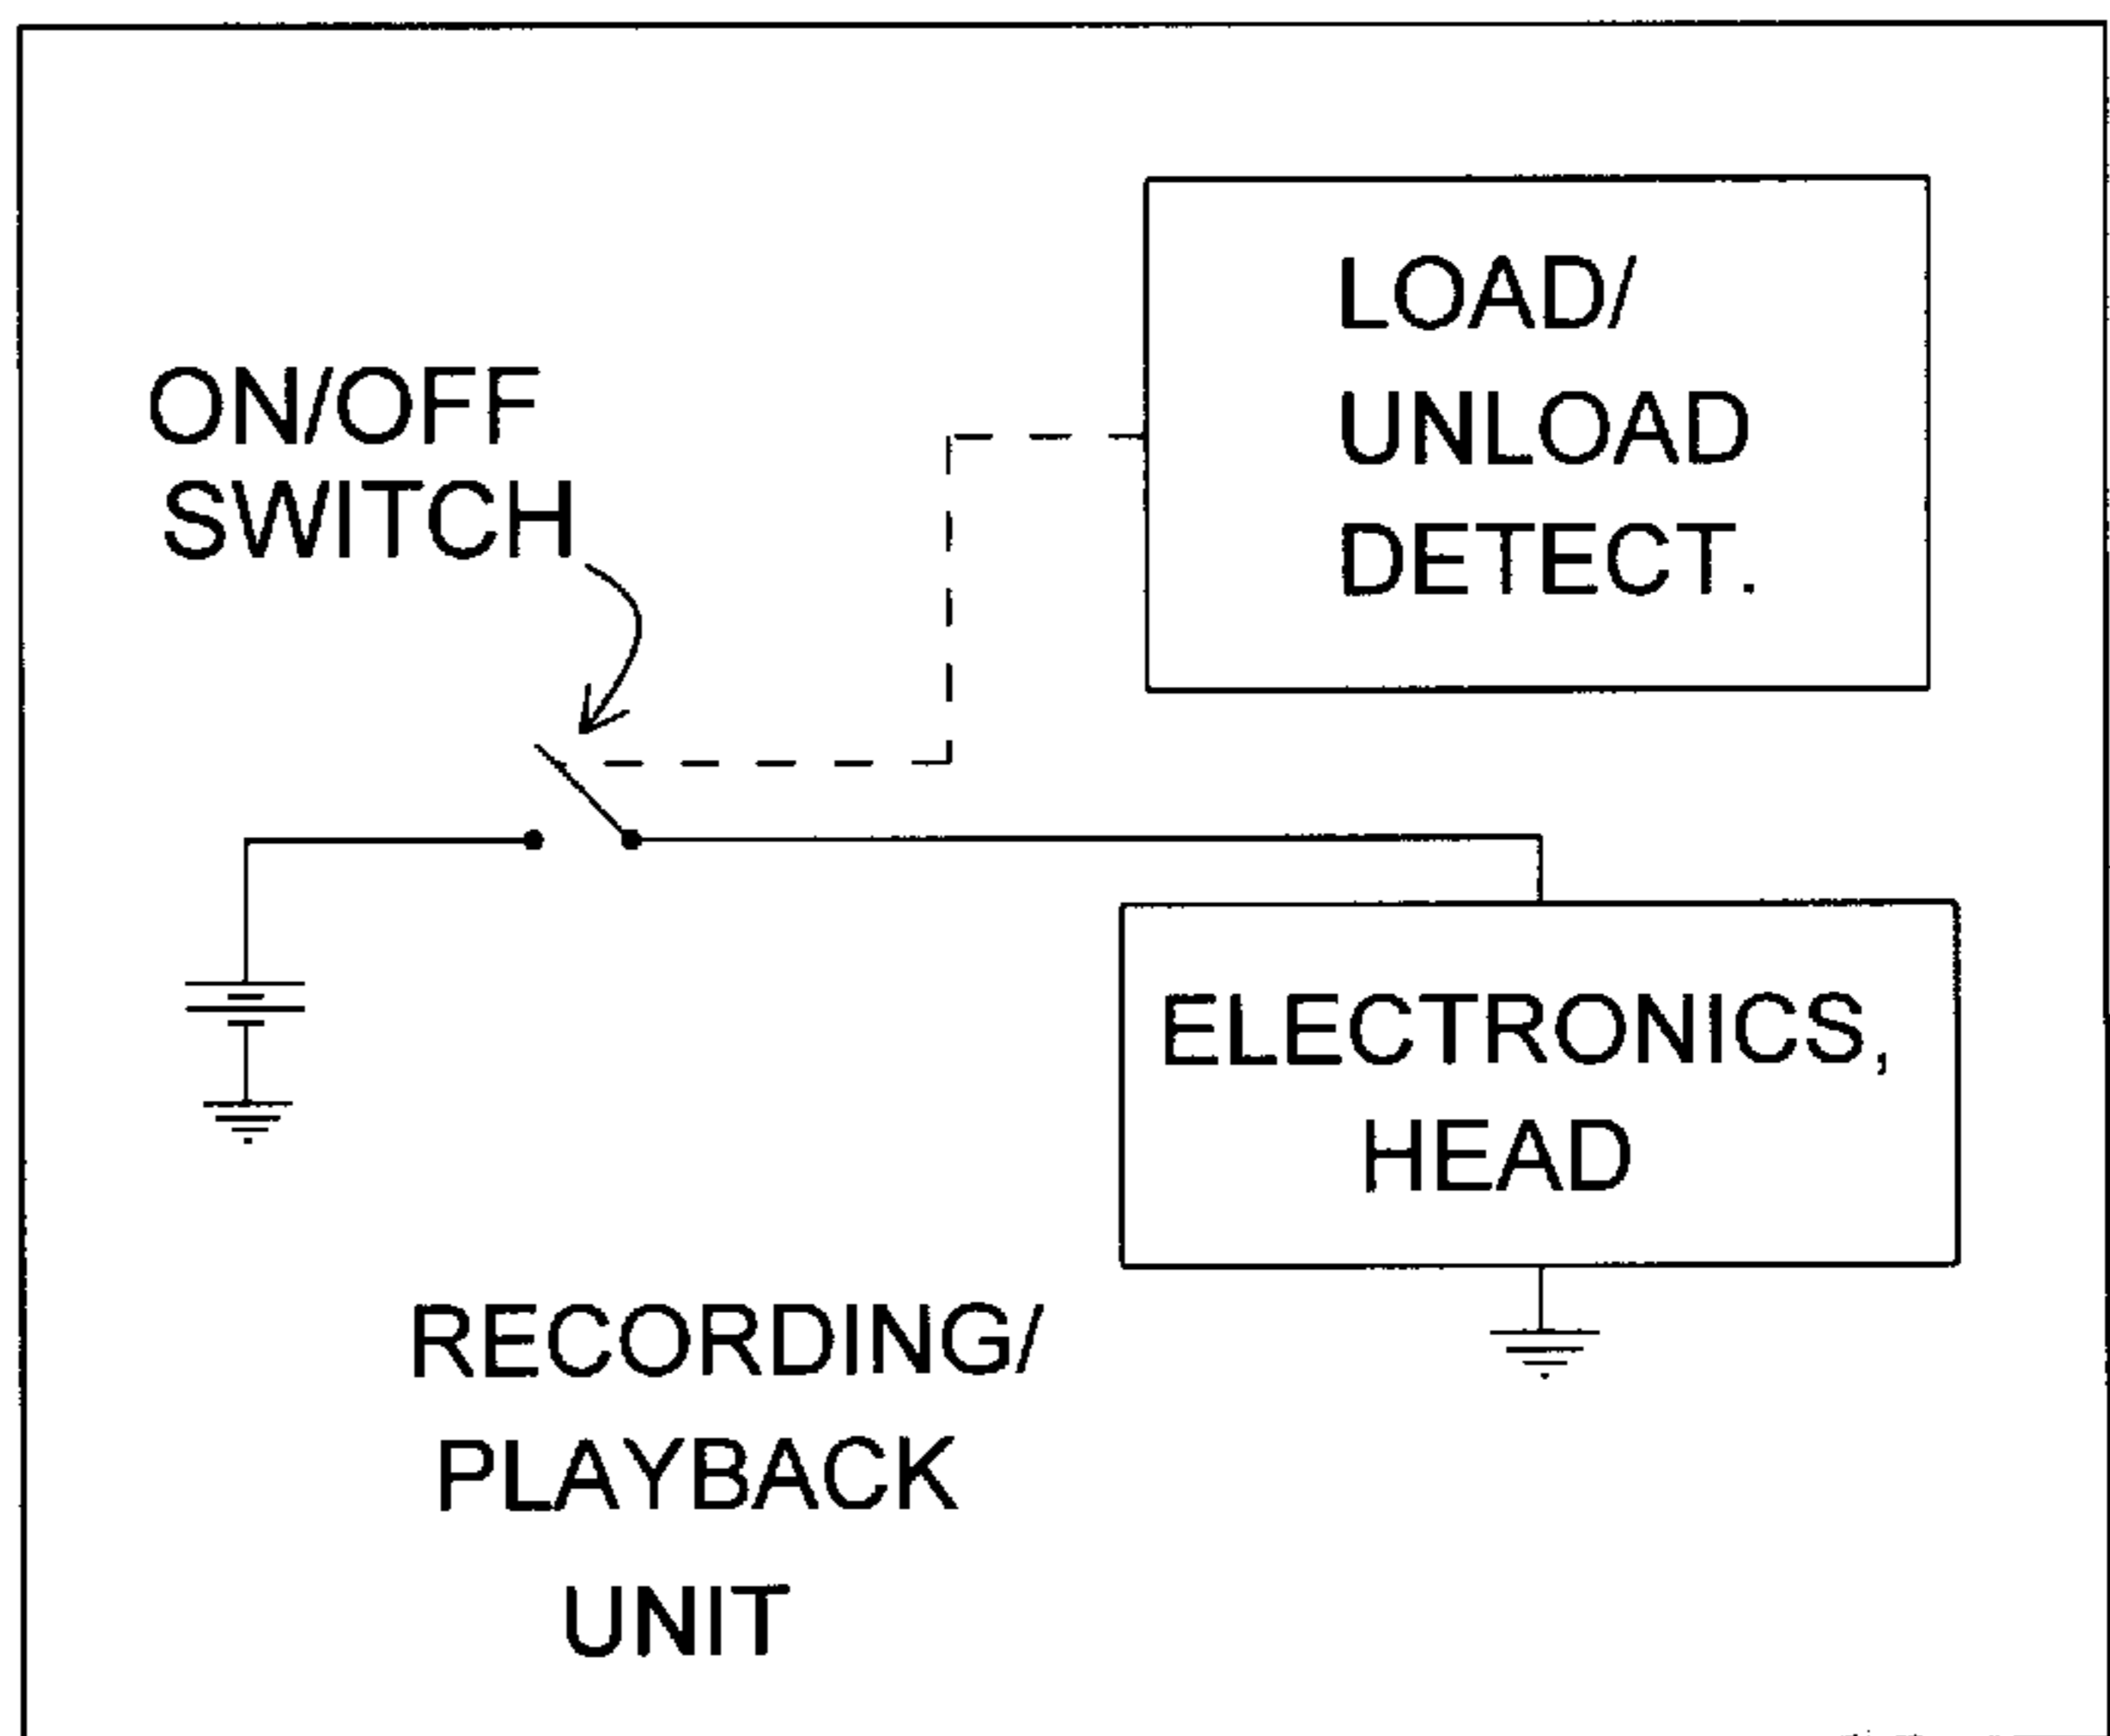 LOAD/
UNLOAD
DETECT.
ON/OFF
SWITCH
ELECTRONICS,
HEAD
RECORDING/
PLAYBACK
UNIT